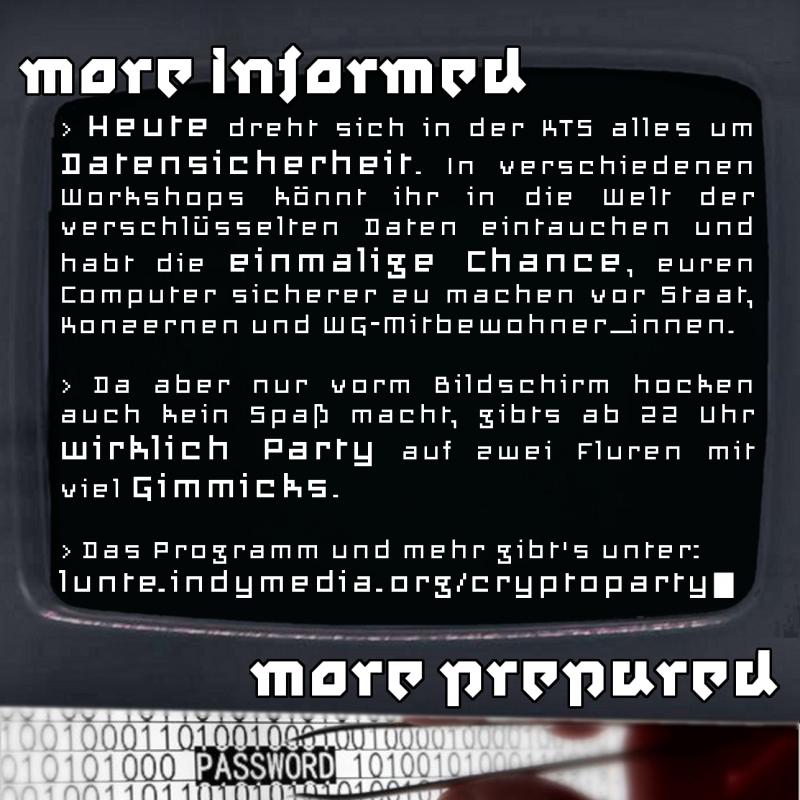 more informed
> Heute dreht sich in der KTS alles um
Datensicherheit. In verschiedenen
Workshops könnt ihr in die Welt der
verschlüsselten Daten eintauchen und
habt die einmalige Chance, euren
Computer sicherer zu machen vor Staat,
Konzernen und WG-Mitbewohner_innen.
> Da aber nur vorm Bildschirm hocken
auch kein Spaß macht, gibts ab 22 Uhr
wirklich Party auf zwei Fluren mit
viel Gimmicks.
> Das Programm und mehr gibt's unter:
lunte.indymedia.org/cryptoparty
more prepared
PASSWORD